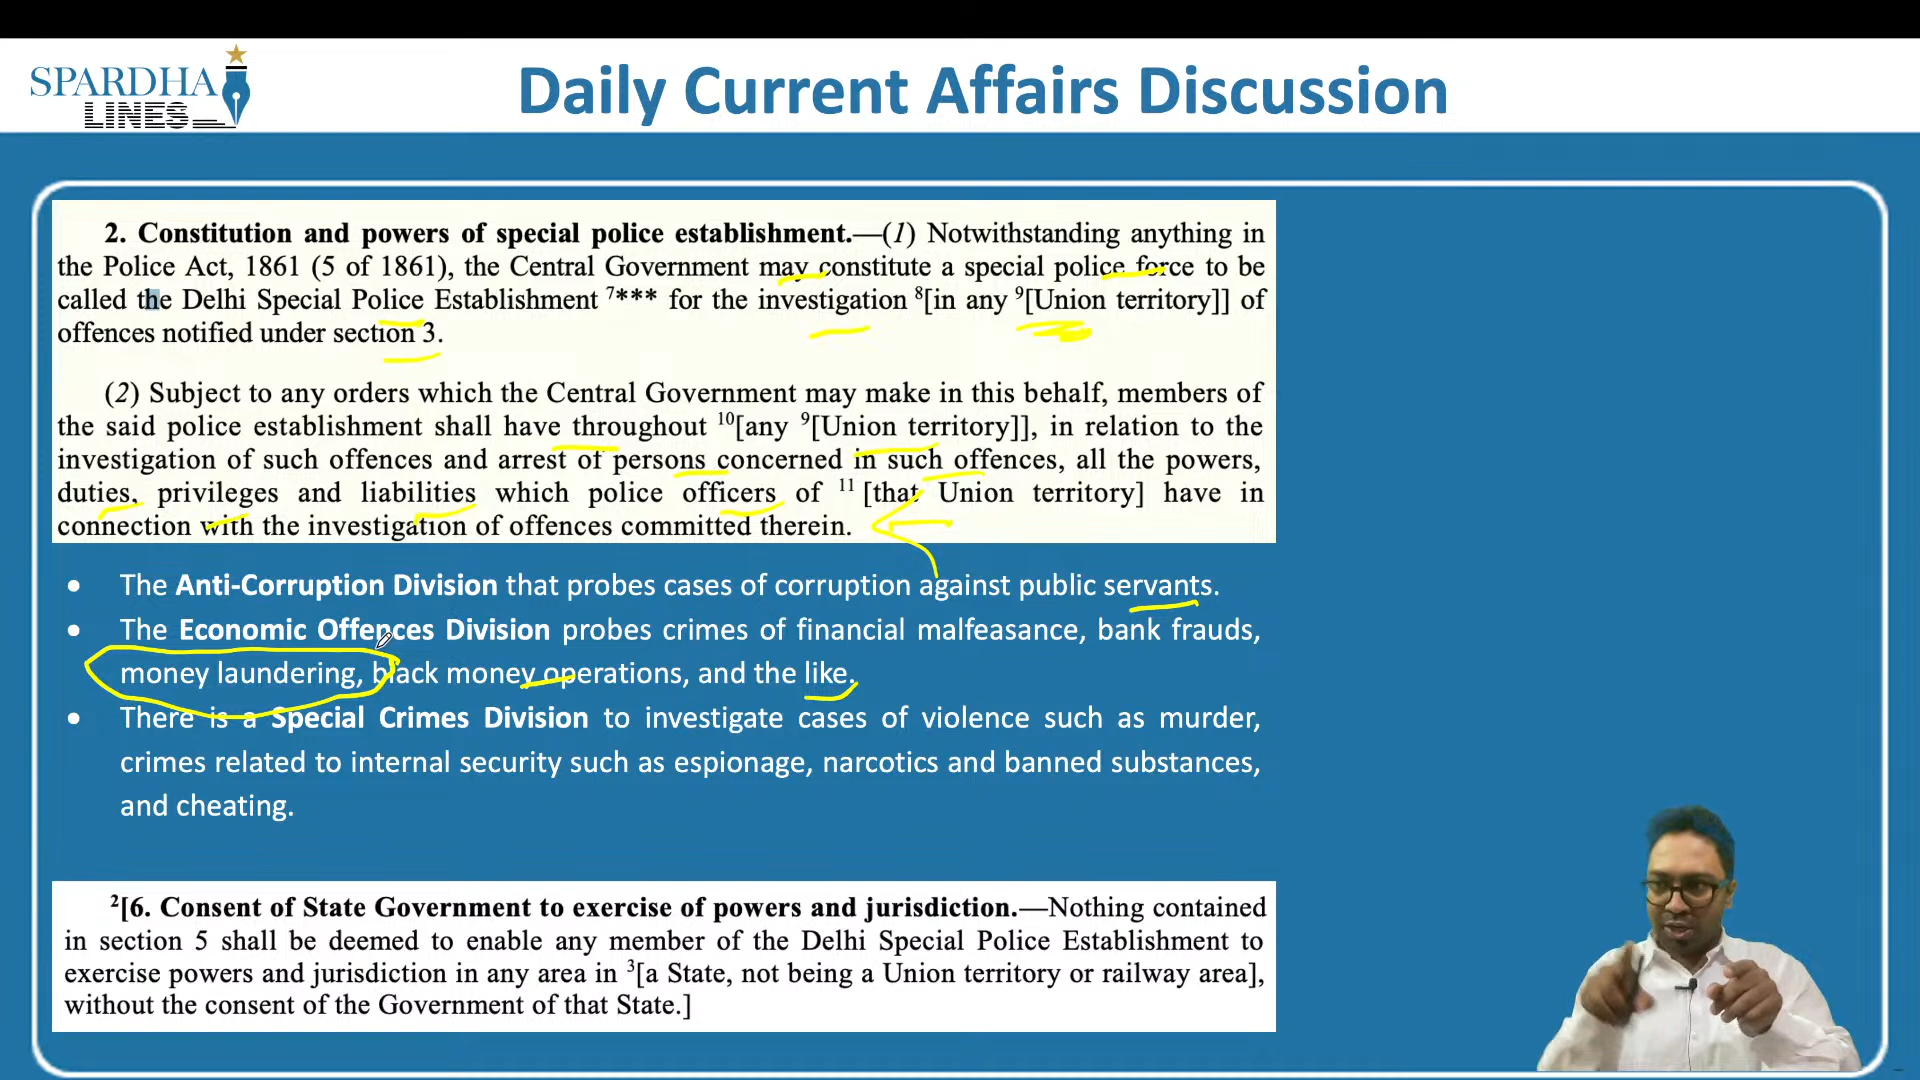 SPARDHA
LINES
Daily Current Affairs Discussion
2. Constitution and powers of special police establishment.—(1) Notwithstanding anything in
the Police Act, 1861 (5 of 1861), the Central Government may constitute a special police force to be
called the Delhi Special Police Establishment 7*** for the investigation 8[in any 9[Union territory]] of
offences notified under section 3.
(2) Subject to any orders which the Central Government may make in this behalf, members of
the said police establishment shall have throughout 10[any 9[Union territory]], in relation to the
investigation of such offences and arrest of persons concerned in such offences, all the powers,
duties, privileges and liabilities which police officers of 11 [that Union territory] have in
connection with the investigation of offences committed therein.
• The Anti-Corruption Division that probes cases of corruption against public servants.
• The Economic Offences Division probes crimes of financial malfeasance, bank frauds,
money laundering, black money operations, and the like.
• There is a Special Crimes Division to investigate cases of violence such as murder,
crimes related to internal security such as espionage, narcotics and banned substances,
and cheating.
2[6. Consent of State Government to exercise of powers and jurisdiction.—Nothing contained
in section 5 shall be deemed to enable any member of the Delhi Special Police Establishment to
exercise powers and jurisdiction in any area in 3[a State, not being a Union territory or railway area],
without the consent of the Government of that State.]